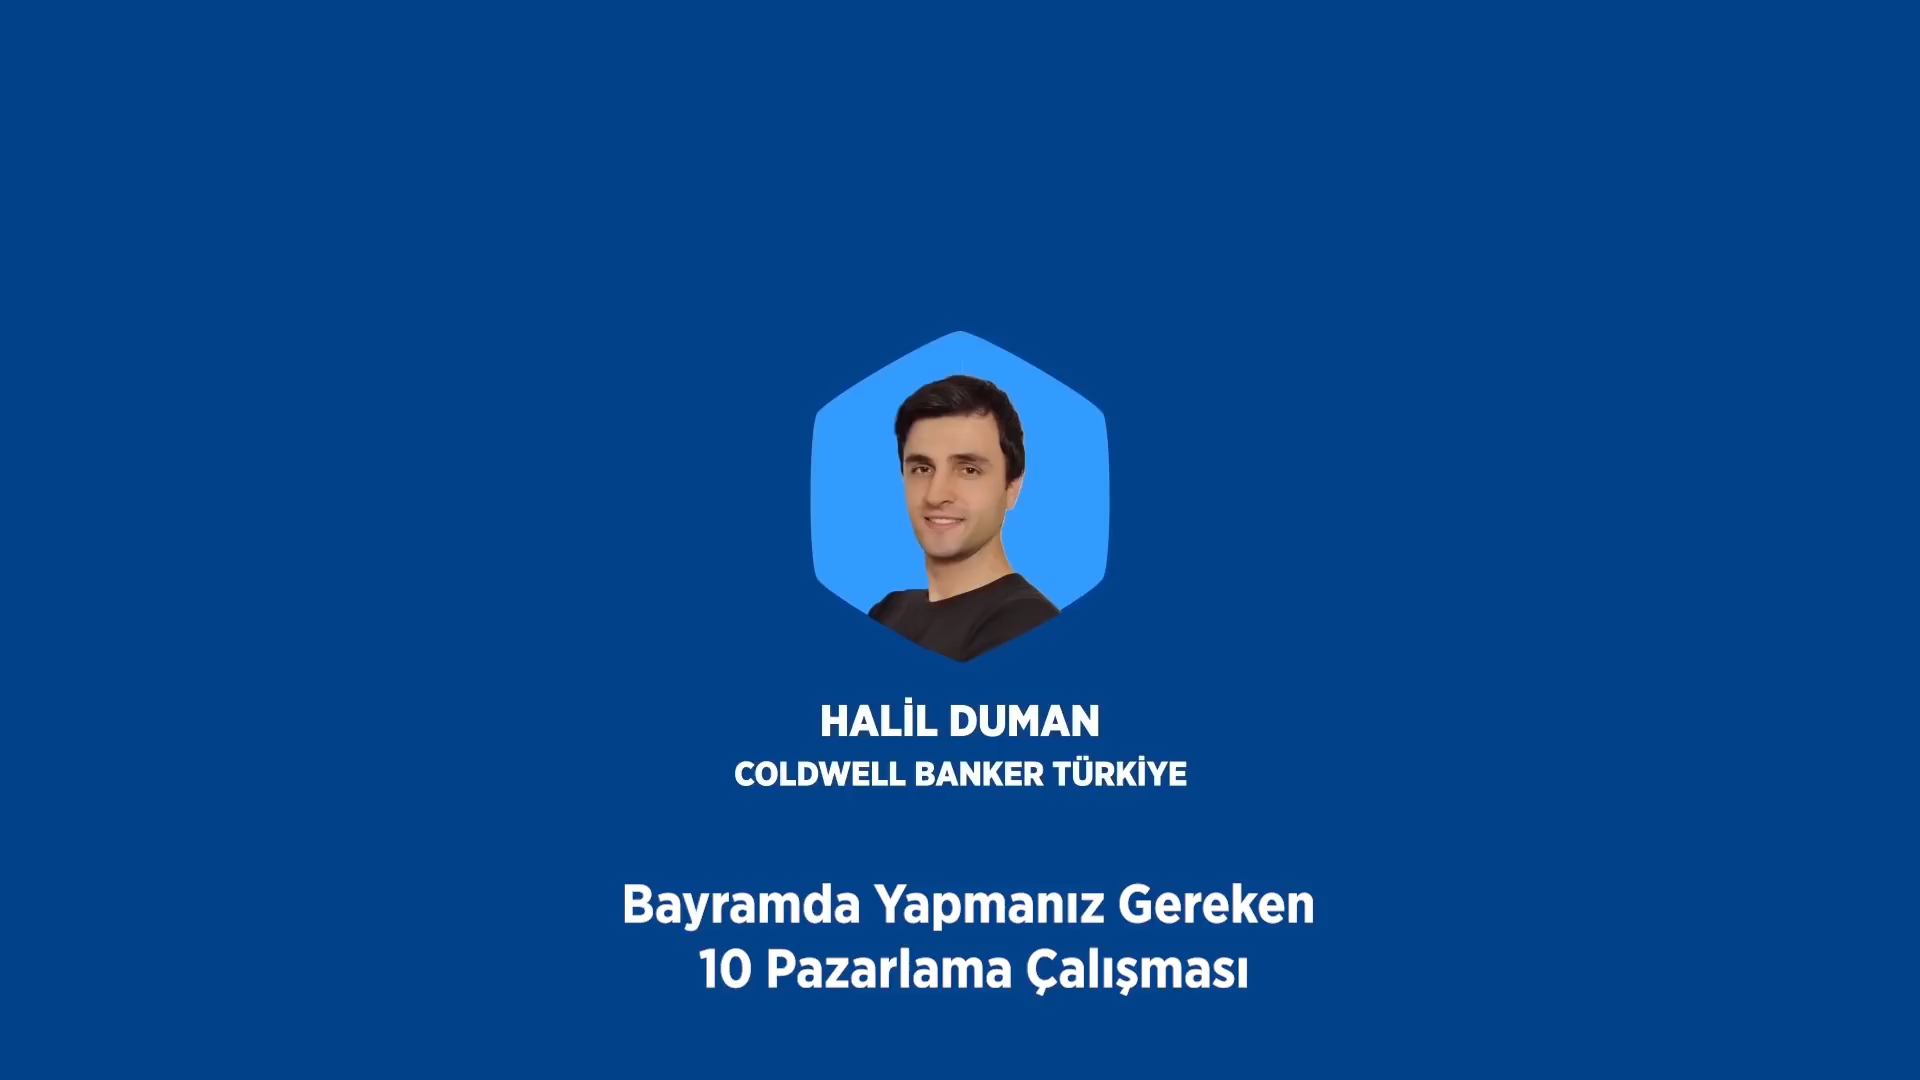 HALİL DUMAN
COLDWELL BANKER TÜRKİYE
Bayramda Yapmanız Gereken
10 Pazarlama Çalışması